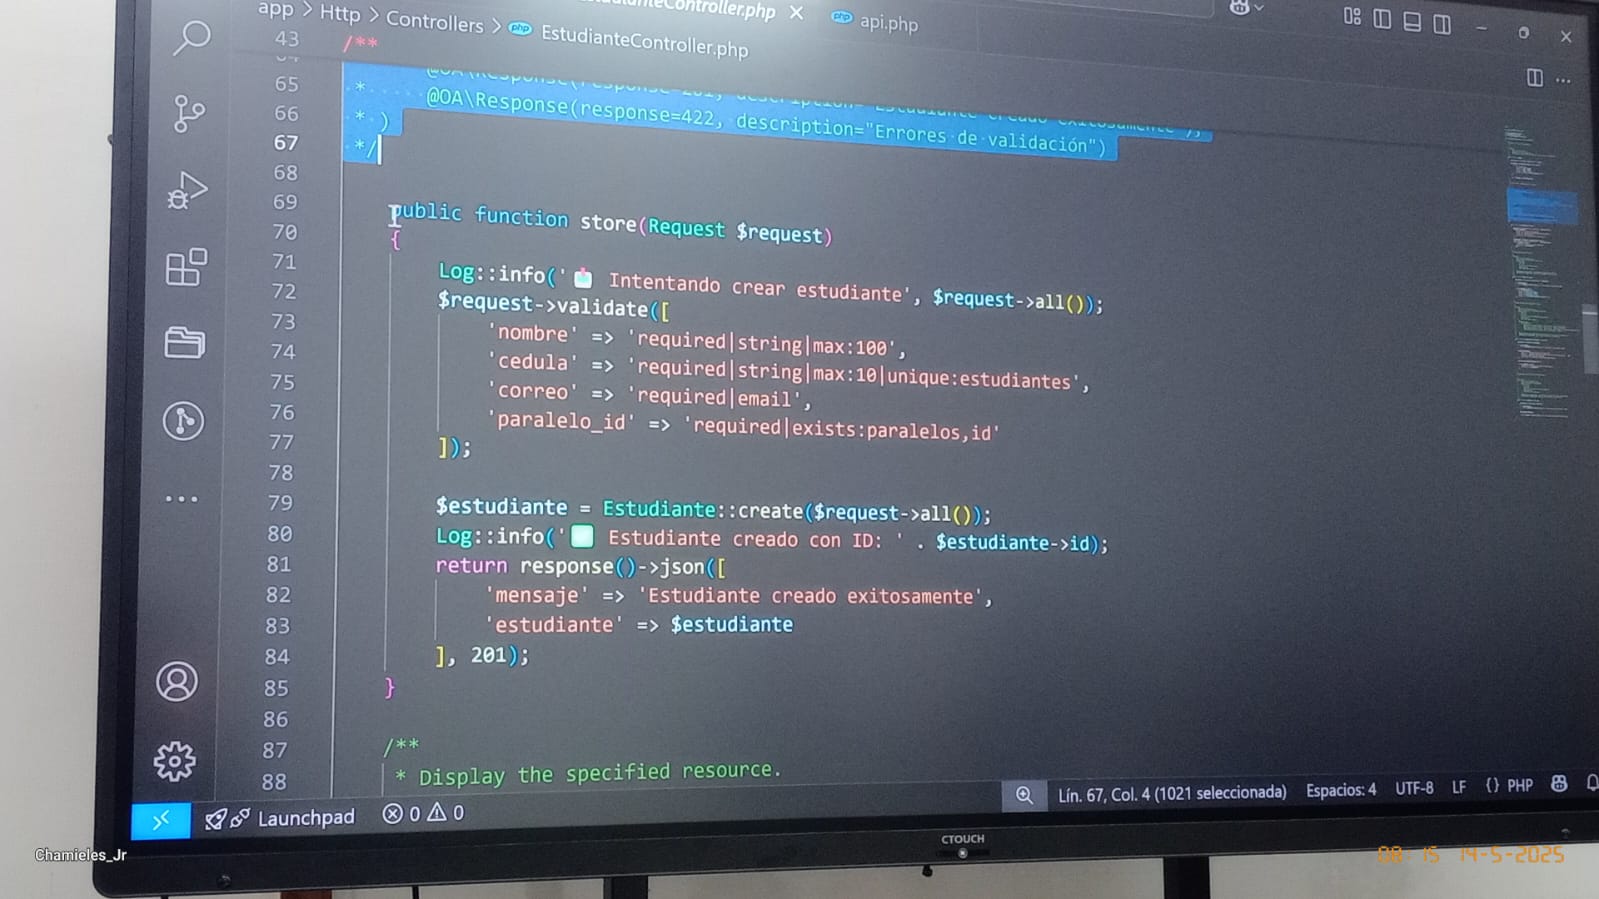 Controller.php × php api.php
app > Http > Controllers > php EstudianteController.php
43 /**
65 * @OA\Response(response=422, description="Errores de validación")
66 * )
67 */
68
69 public function store(Request $request)
70 {
71 Log::info('📩 Intentando crear estudiante', $request->all());
72 $request->validate([
73 'nombre' => 'required|string|max:100',
74 'cedula' => 'required|string|max:10|unique:estudiantes',
75 'correo' => 'required|email',
76 'paralelo_id' => 'required|exists:paralelos,id'
77 ]);
78
79 $estudiante = Estudiante::create($request->all());
80 Log::info('✅ Estudiante creado con ID: ' . $estudiante->id);
81 return response()->json([
82 'mensaje' => 'Estudiante creado exitosamente',
83 'estudiante' => $estudiante
84 ], 201);
85 }
86
87 /**
88 * Display the specified resource.
Launchpad 0 0 Lín. 67, Col. 4 (1021 seleccionada) Espacios: 4 UTF-8 LF {} PHP
CTOUCH
Chamieles_Jr
08:15 14-5-2025